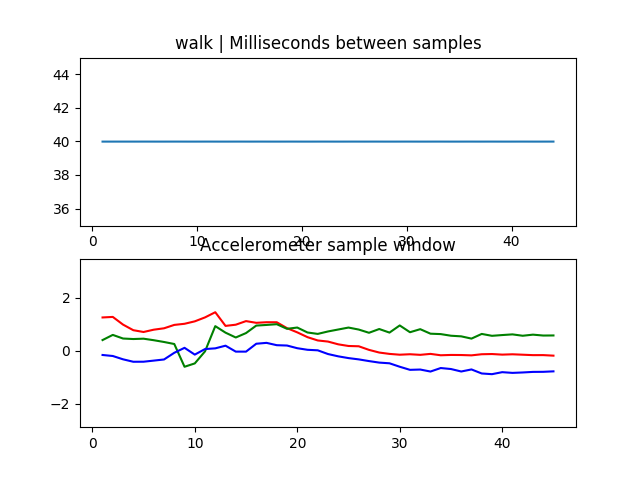 walk | Milliseconds between samples
44
42
40
38
36
0 10 20 30 40
Accelerometer sample window
2
0
−2
0 10 20 30 40